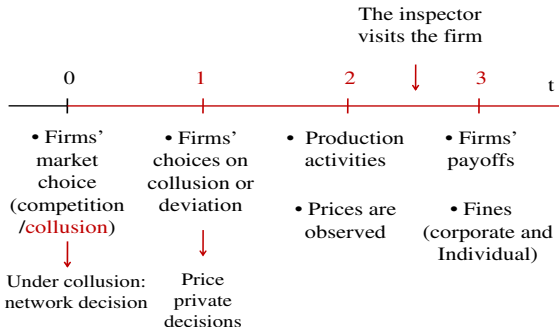 The inspector
visits the firm
0
1
2
3
t
• Firms'
market
choice
(competition
/collusion)
Under collusion:
network decision
• Firms'
choices on
collusion or
deviation
Price
private
decisions
• Production
activities
• Prices are
observed
• Firms'
payoffs
• Fines
(corporate and
Individual)